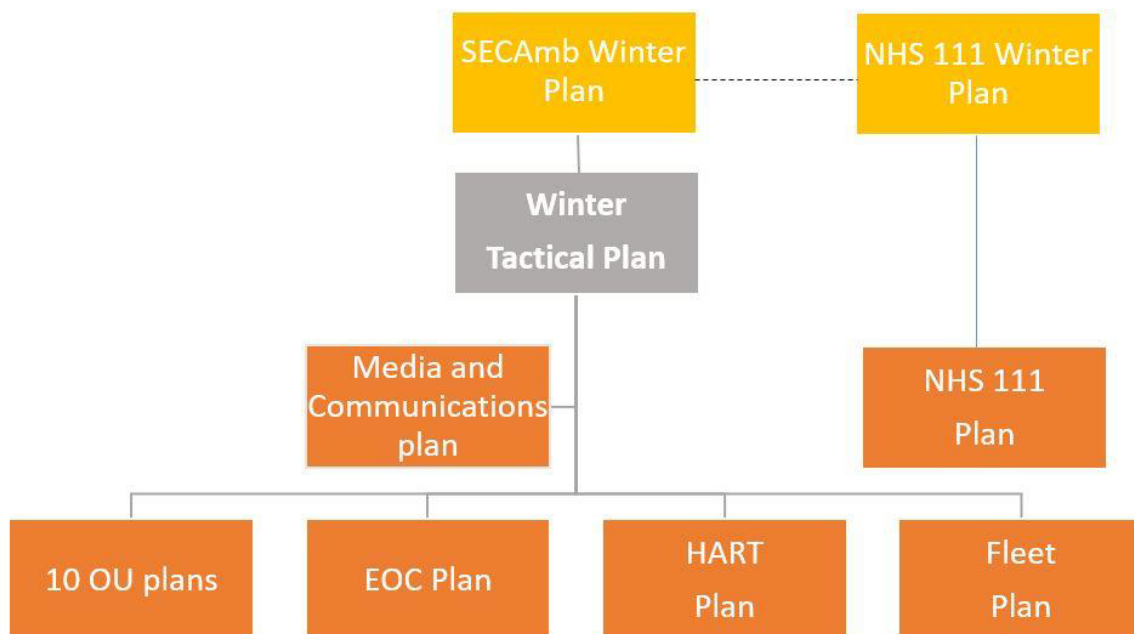 SECAmb Winter
Plan
NHS 111 Winter
Plan
Winter
Tactical Plan
Media and
Communications
plan
NHS 111
Plan
10 OU plans
EOC Plan
HART
Plan
Fleet
Plan